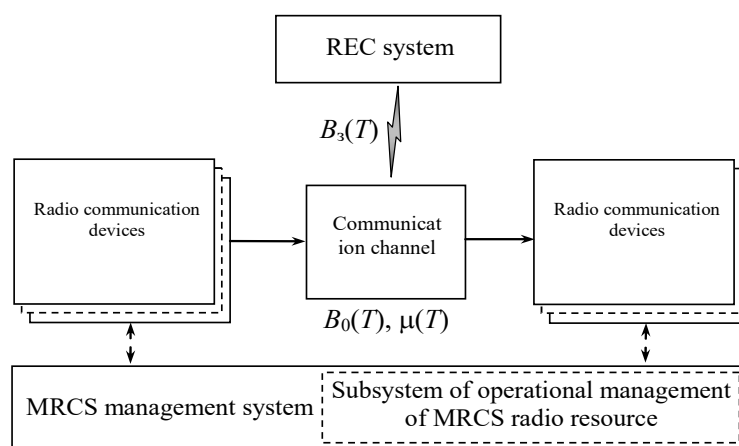 REC system
B₃(T)
Radio communication
devices
Communicat
ion channel
Radio communication
devices
B₀(T), μ(T)
MRCS management system
Subsystem of operational management
of MRCS radio resource